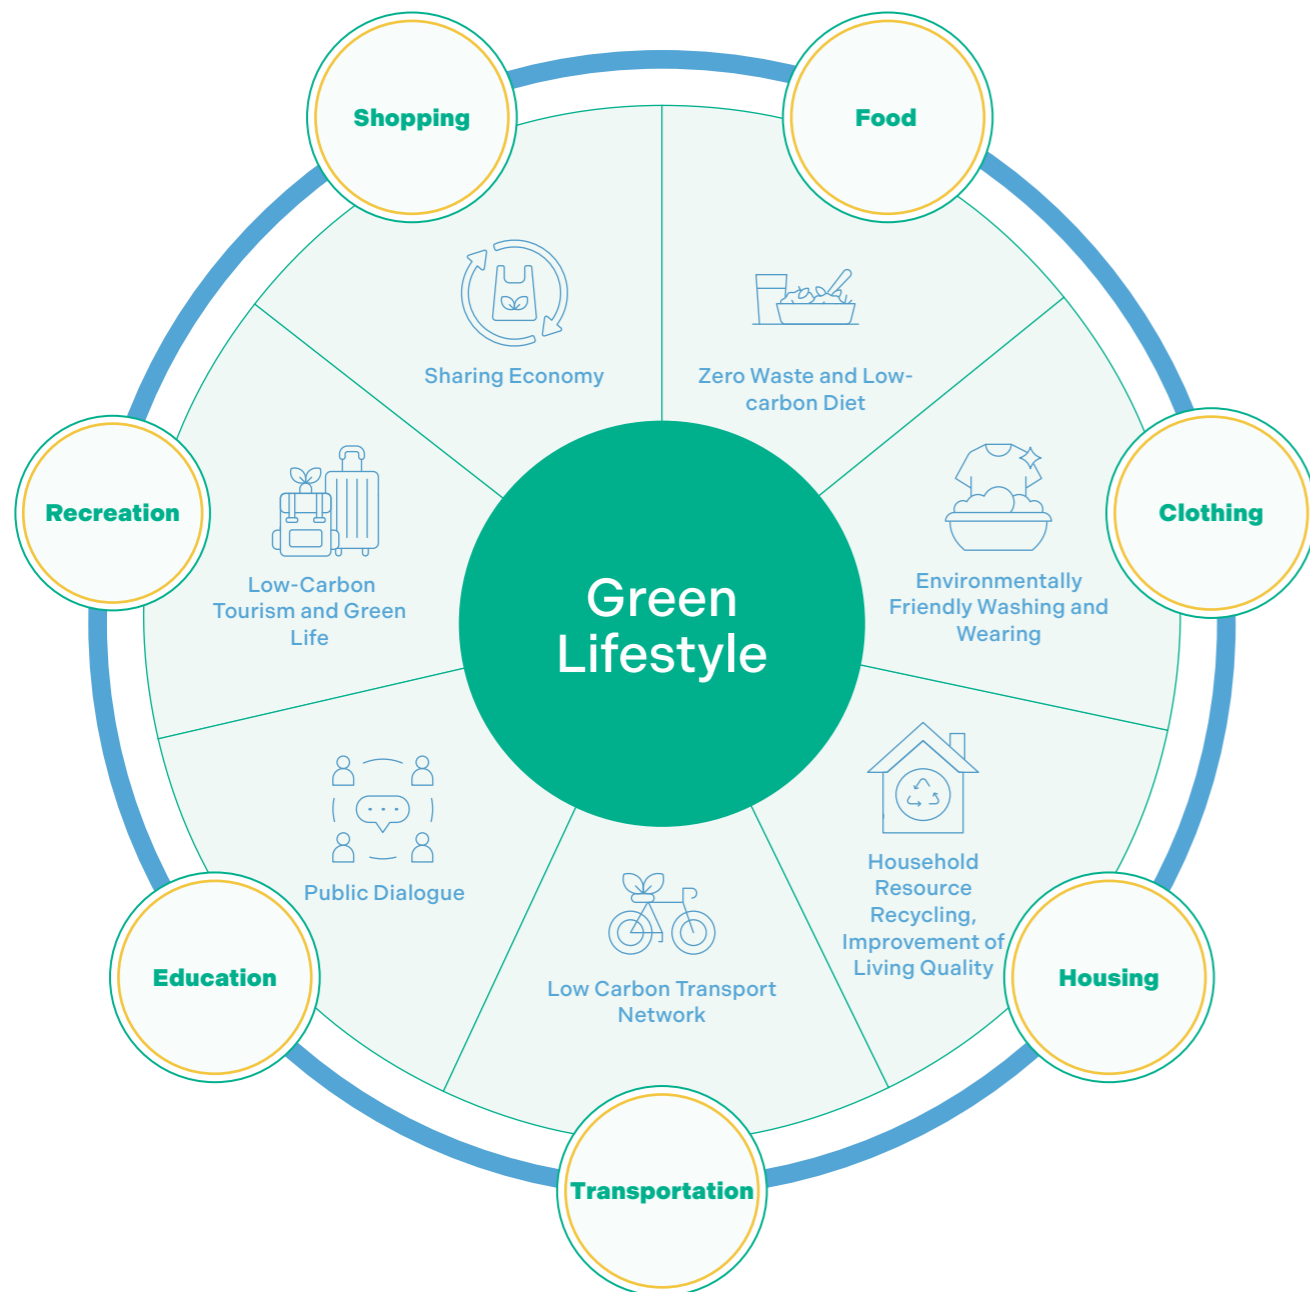 Shopping
Food
Sharing Economy
Zero Waste and Low-
carbon Diet
Recreation
Clothing
Low-Carbon
Tourism and Green
Life
Environmentally
Friendly Washing and
Wearing
Green
Lifestyle
Public Dialogue
Household
Resource
Recycling,
Improvement of
Living Quality
Education
Low Carbon Transport
Network
Housing
Transportation